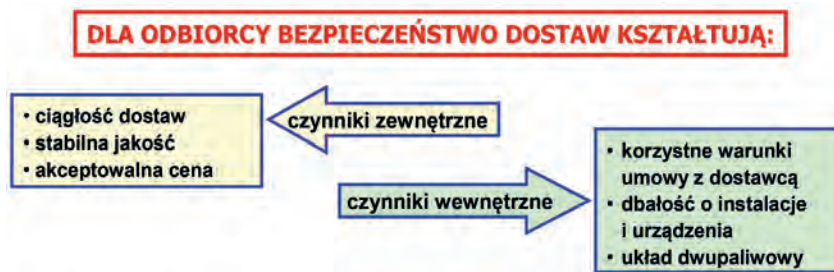 DLA ODBIORCY BEZPIECZEŃSTWO DOSTAW KSZTAŁTUJĄ:
• ciągłość dostaw
• stabilna jakość
• akceptowalna cena
czynniki zewnętrzne
czynniki wewnętrzne
• korzystne warunki
umowy z dostawcą
• dbałość o instalacje
i urządzenia
• układ dwupaliwowy